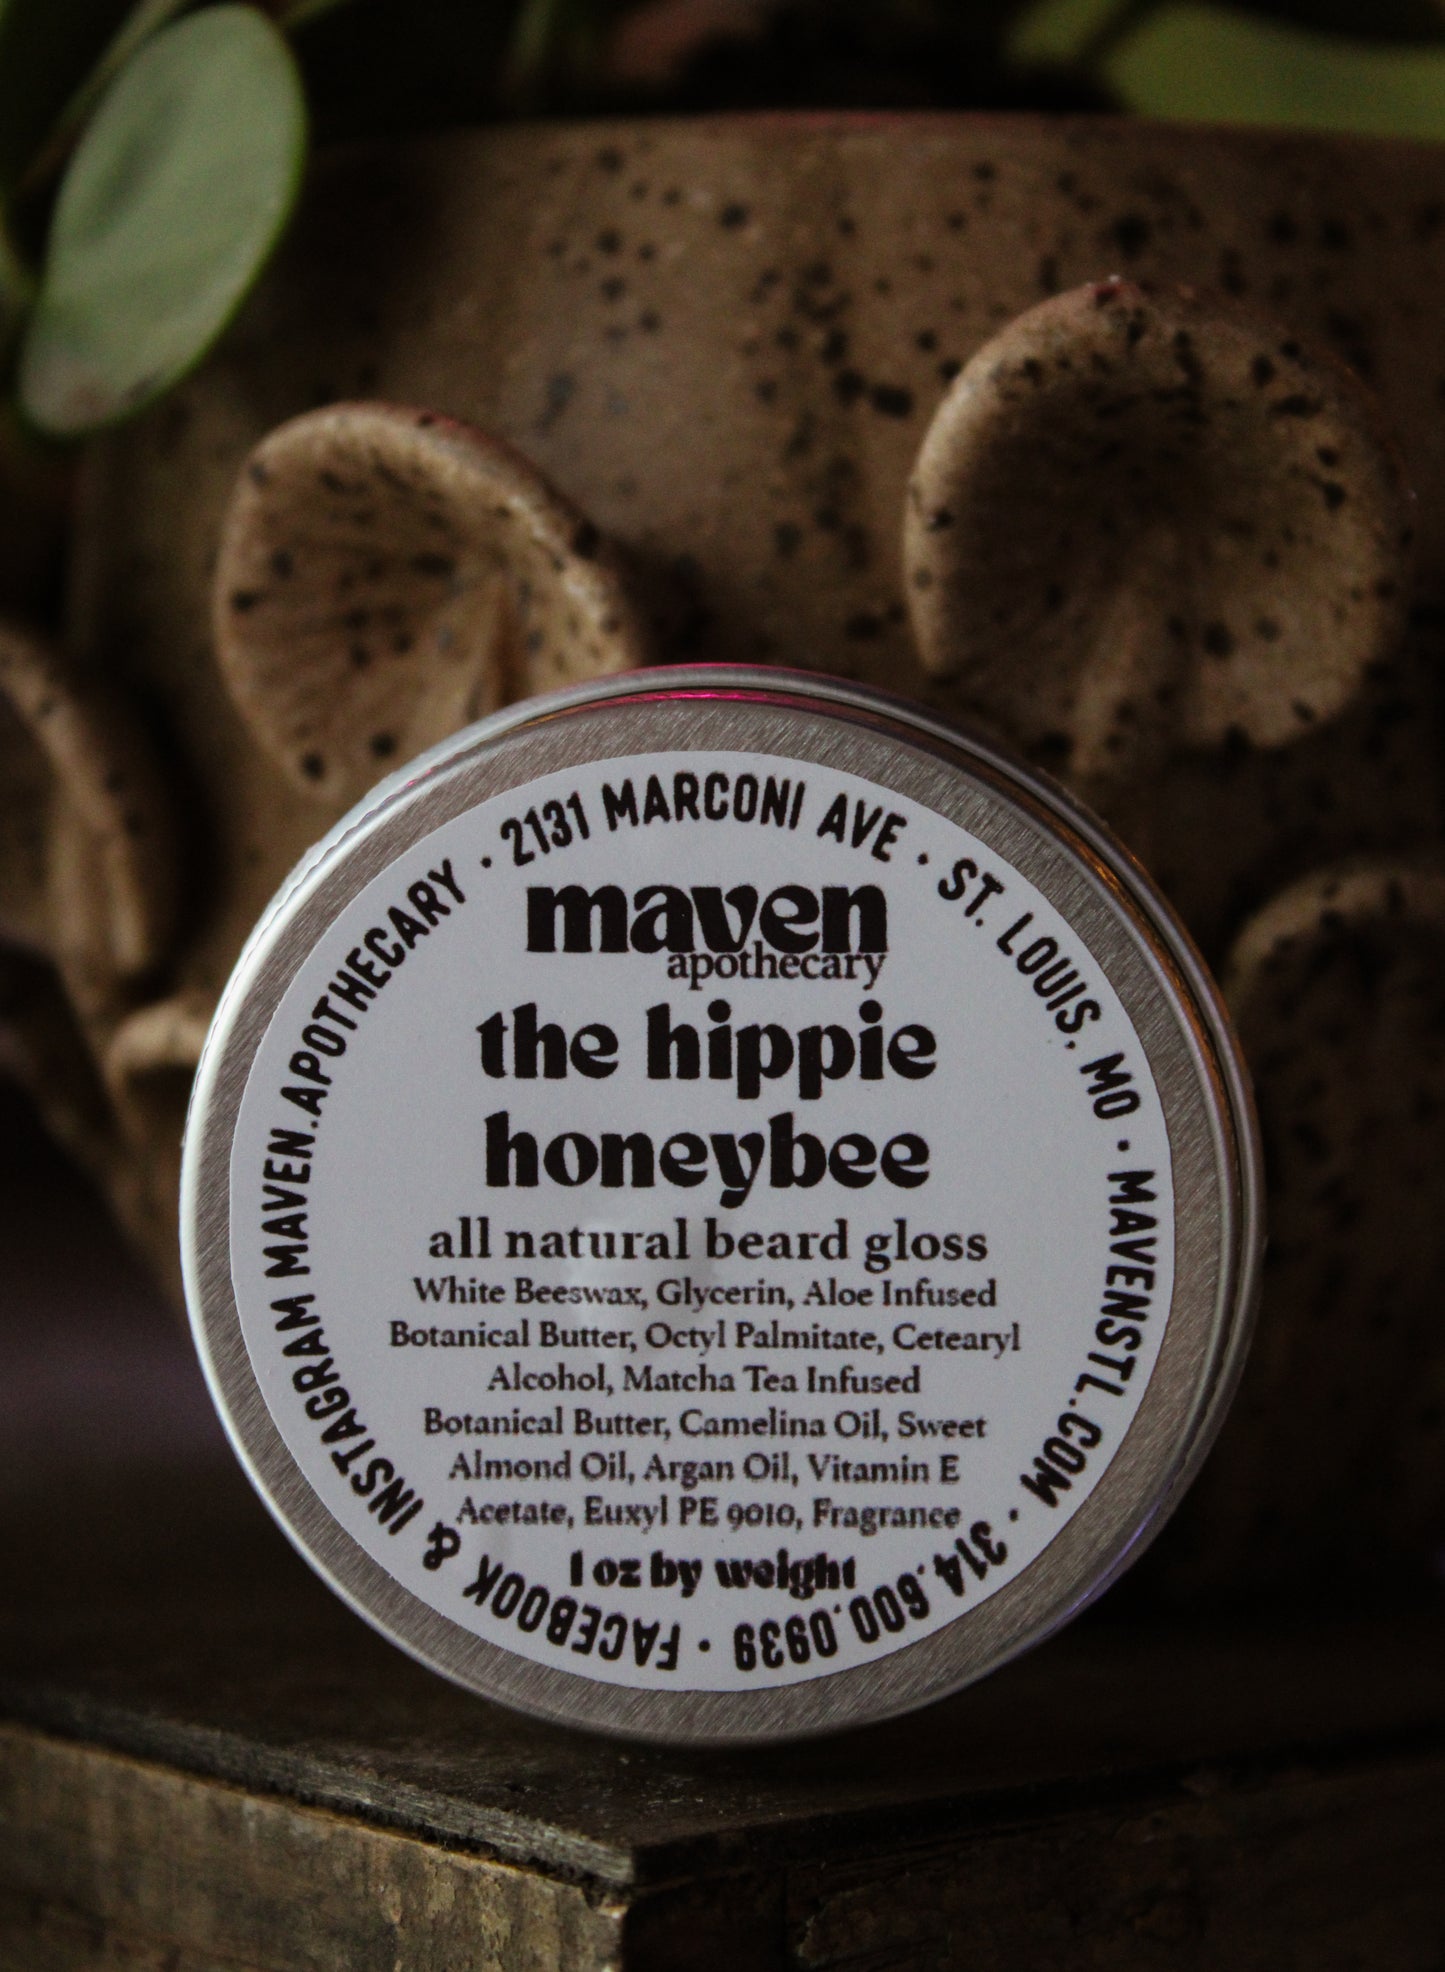 2131 MARCONI AVE • ST. LOUIS, MO • MAVENSTL.COM • 314.600.0939 • FACEBOOK & INSTAGRAM MAVEN.APOTHECARY •
maven
apothecary
the hippie
honeybee
all natural beard gloss
White Beeswax, Glycerin, Aloe Infused
Botanical Butter, Octyl Palmitate, Cetearyl
Alcohol, Matcha Tea Infused
Botanical Butter, Camelina Oil, Sweet
Almond Oil, Argan Oil, Vitamin E
Acetate, Euxyl PE 9010, Fragrance
1 oz by weight